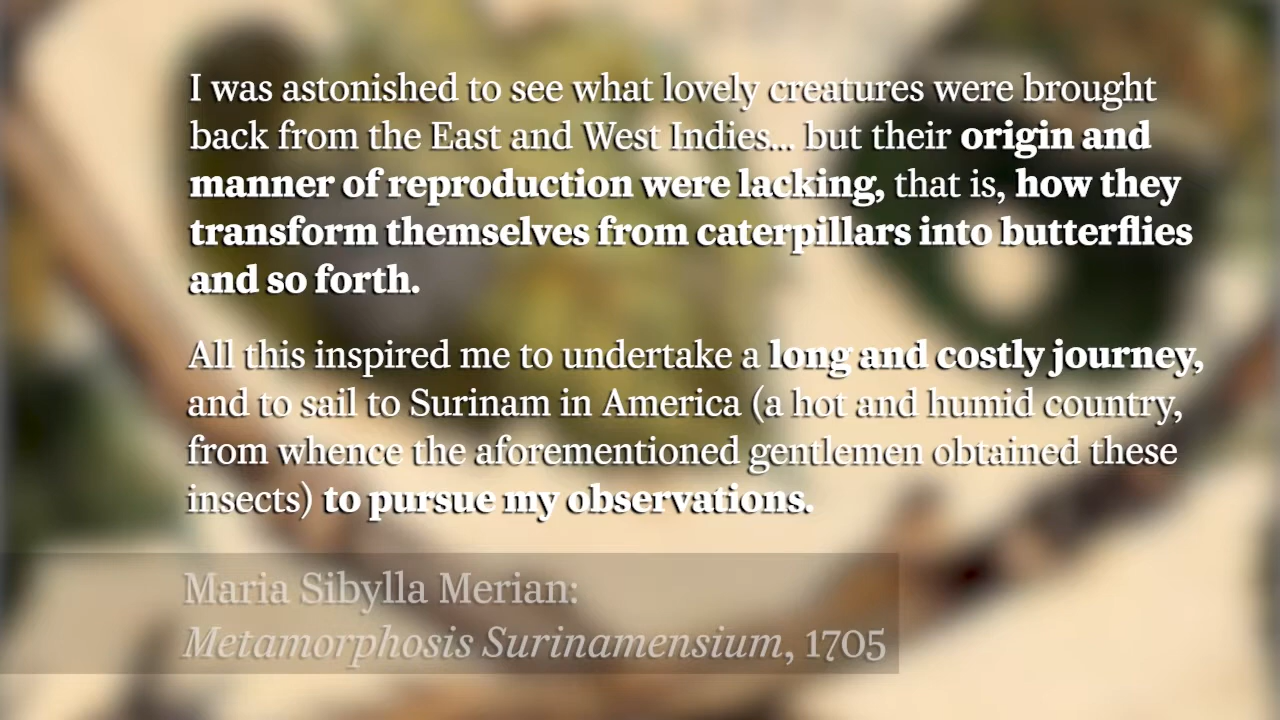 I was astonished to see what lovely creatures were brought
back from the East and West Indies... but their origin and
manner of reproduction were lacking, that is, how they
transform themselves from caterpillars into butterflies
and so forth.
All this inspired me to undertake a long and costly journey,
and to sail to Surinam in America (a hot and humid country,
from whence the aforementioned gentlemen obtained these
insects) to pursue my observations.
Maria Sibylla Merian:
Metamorphosis Surinamensium, 1705